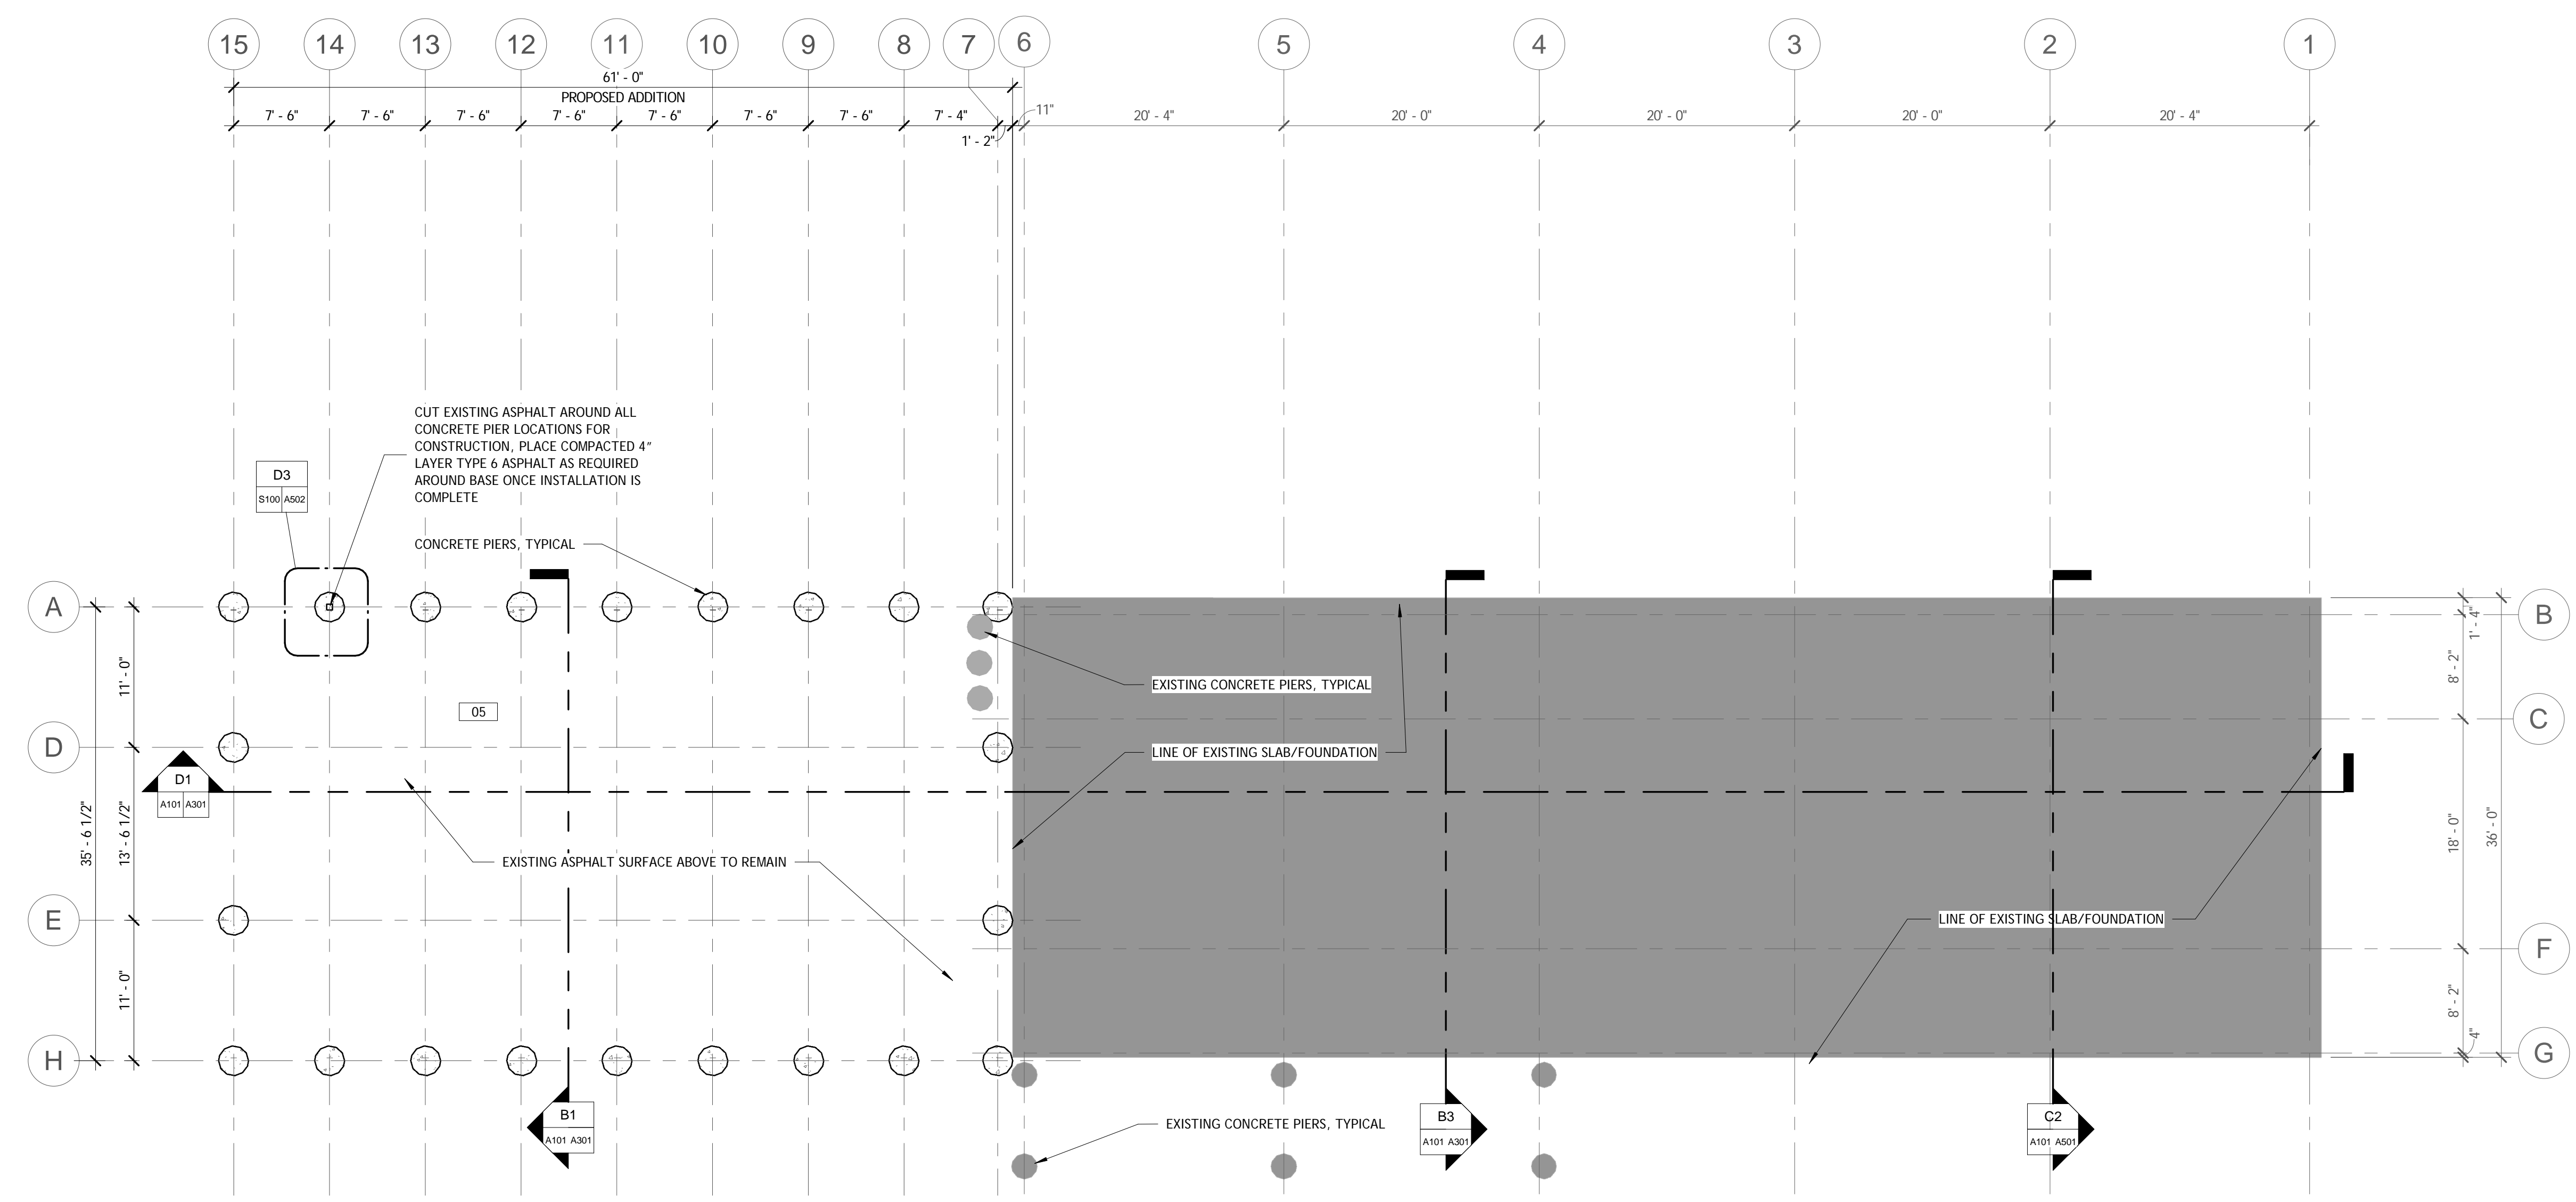 15 14 13 12 11 10 9 8 7 6 5 4 3 2 1
61' - 0"
PROPOSED ADDITION
7' - 6" 7' - 6" 7' - 6" 7' - 6" 7' - 6" 7' - 6" 7' - 6" 7' - 4" 11" 20' - 4" 20' - 0" 20' - 0" 20' - 0" 20' - 4"
1' - 2"
CUT EXISTING ASPHALT AROUND ALL
CONCRETE PIER LOCATIONS FOR
CONSTRUCTION, PLACE COMPACTED 4"
LAYER TYPE 6 ASPHALT AS REQUIRED
AROUND BASE ONCE INSTALLATION IS
COMPLETE
D3
S100 A502
CONCRETE PIERS, TYPICAL
A
B
1' - 4"
11' - 0"
8' - 2"
EXISTING CONCRETE PIERS, TYPICAL
05
C
D
LINE OF EXISTING SLAB/FOUNDATION
D1
A101 A301
35' - 6 1/2"
13' - 6 1/2"
18' - 0"
36' - 0"
EXISTING ASPHALT SURFACE ABOVE TO REMAIN
E
LINE OF EXISTING SLAB/FOUNDATION
F
11' - 0"
8' - 2"
4"
H
G
B1
A101 A301
EXISTING CONCRETE PIERS, TYPICAL
B3
A101 A301
C2
A101 A501